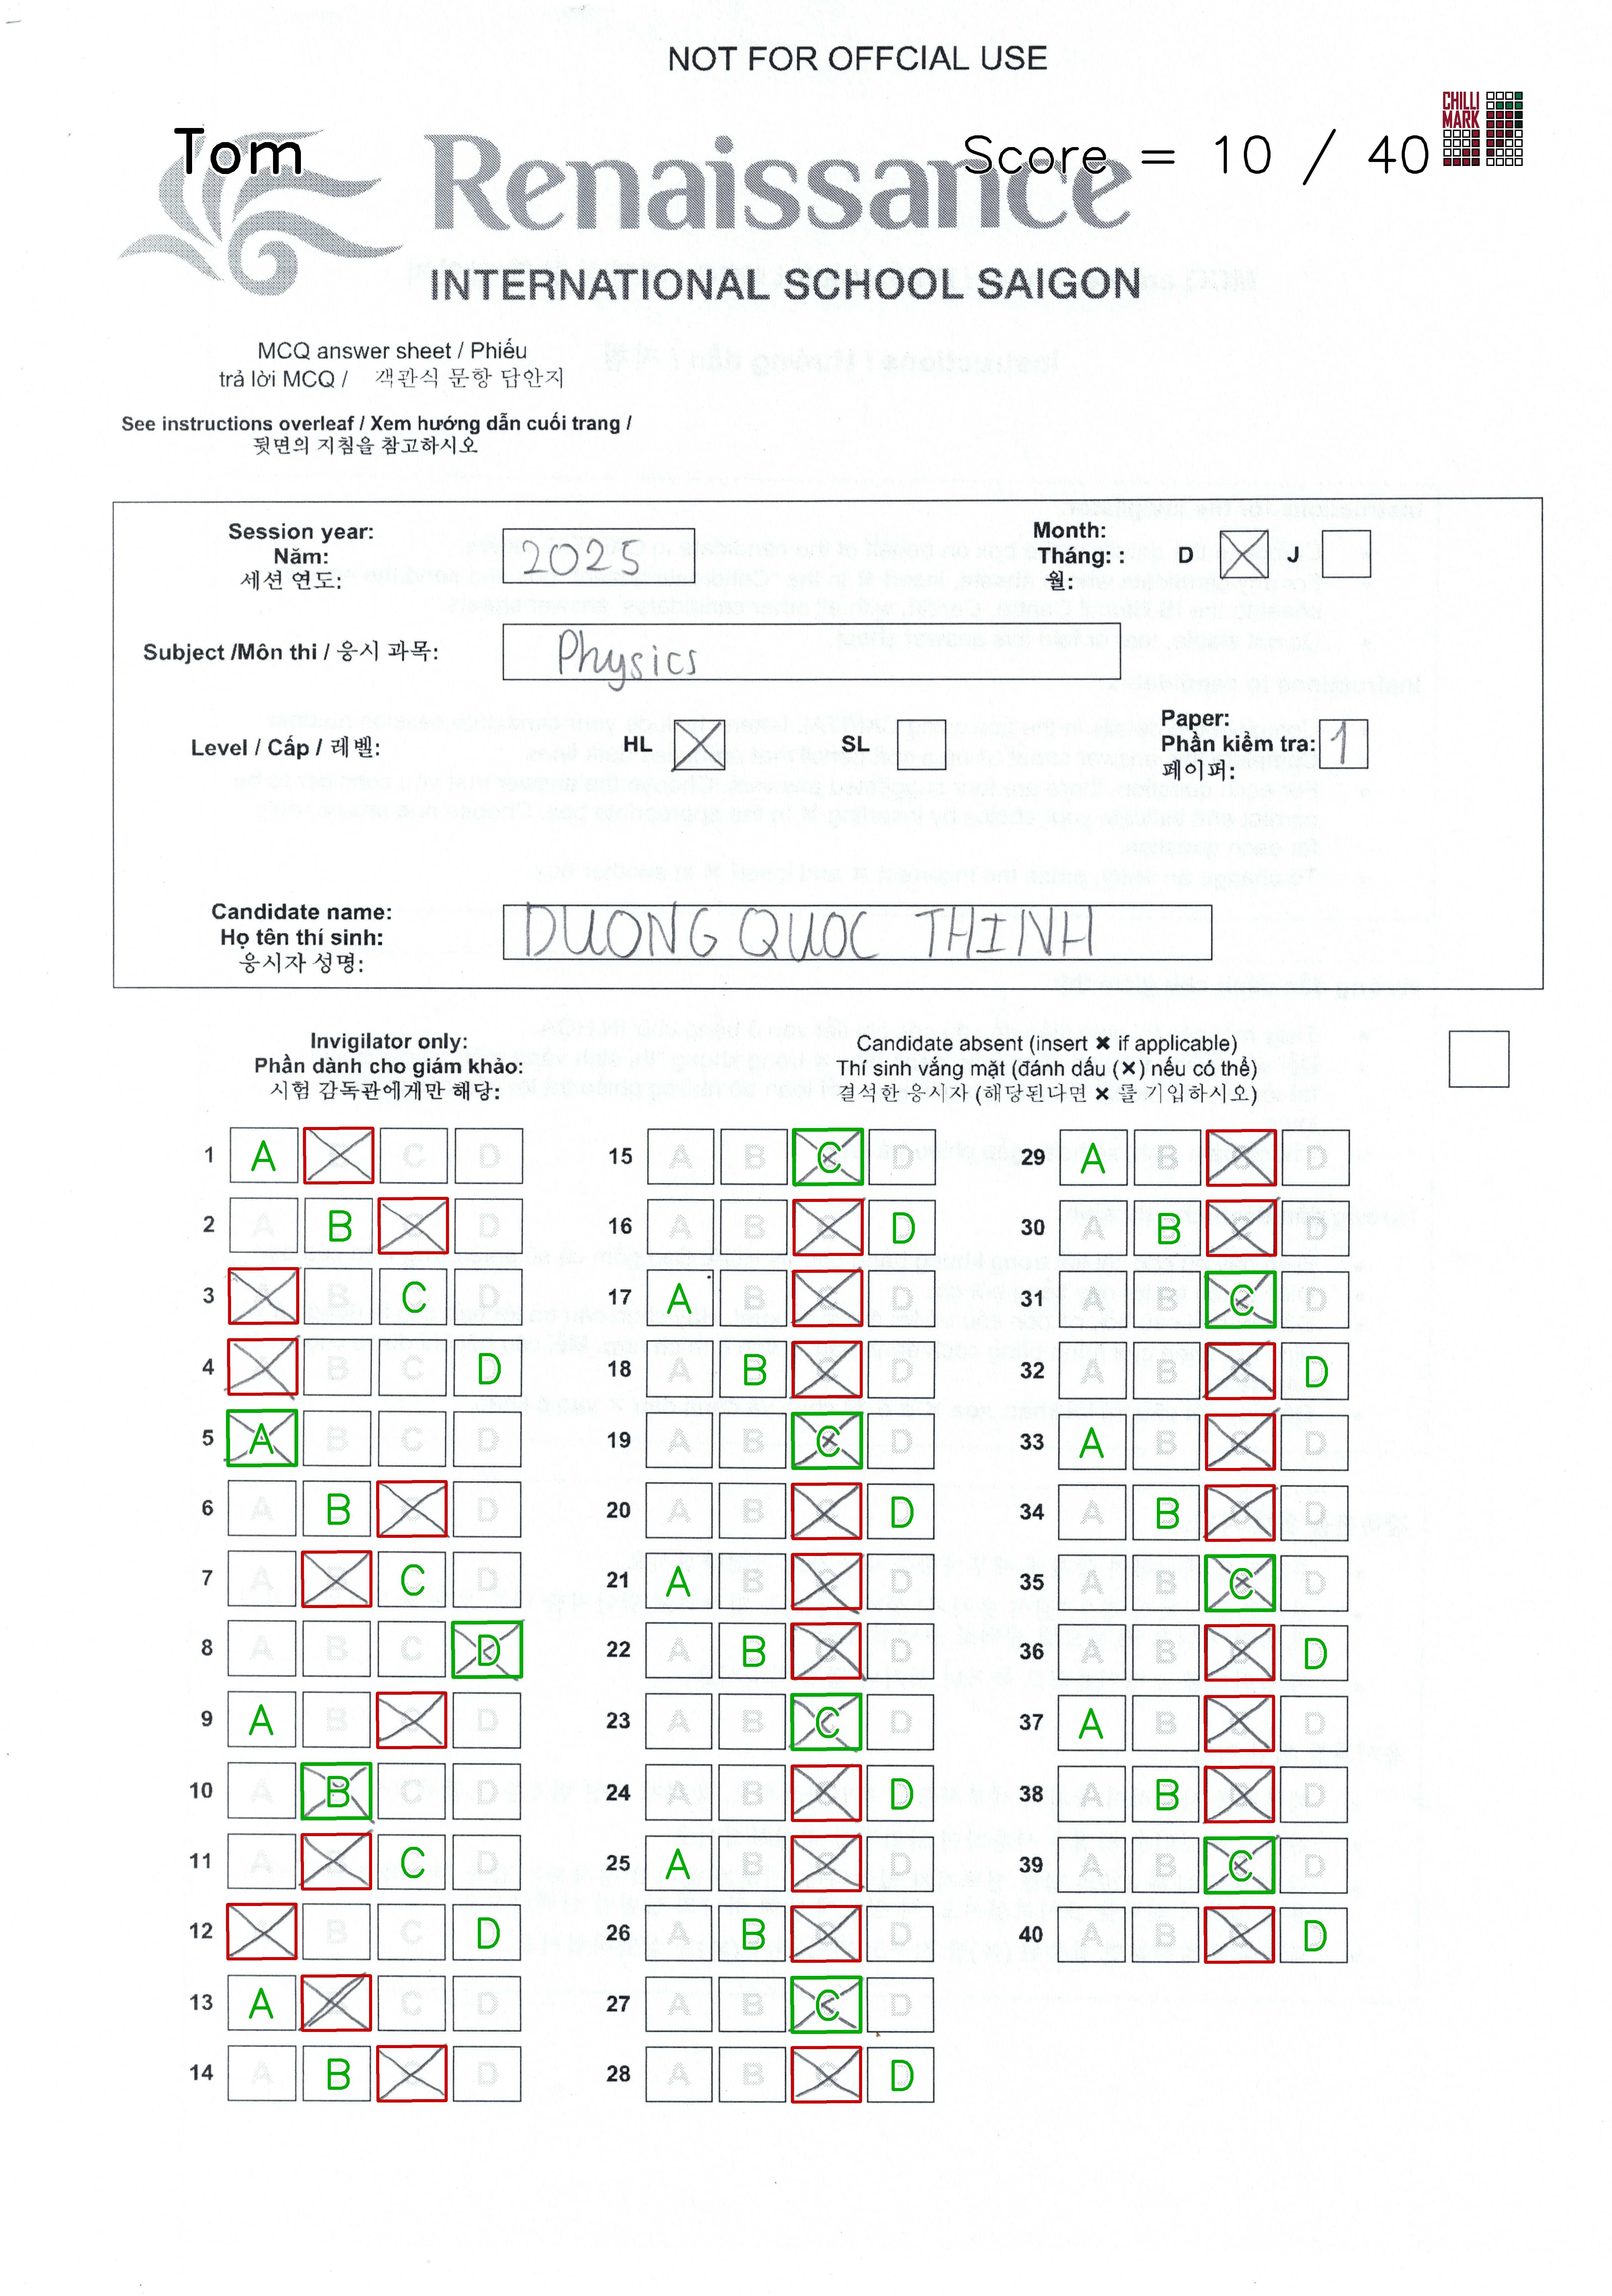 NOT FOR OFFCIAL USE
Tom
Score = 10 / 40
CHILLI
MARK
Renaissance
INTERNATIONAL SCHOOL SAIGON
MCQ answer sheet / Phiếu
trả lời MCQ / 객관식 문항 답안지
See instructions overleaf / Xem hướng dẫn cuối trang /
뒷면의 지침을 참고하시오
Session year:
Năm:
세션 연도:
2025
Month:
Tháng: :
월:
D
J
Subject /Môn thi / 응시 과목:
Physics
Level / Cấp / 레벨:
HL
SL
Paper:
Phần kiểm tra:
페이퍼:
1
Candidate name:
Họ tên thí sinh:
응시자 성명:
DUONG QUOC THINH
Invigilator only:
Phần dành cho giám khảo:
시험 감독관에게만 해당:
Candidate absent (insert ✖ if applicable)
Thí sinh vắng mặt (đánh dấu (✕) nếu có thể)
결석한 응시자 (해당된다면 ✖ 를 기입하시오)
1 A C D
2 A B D
3 B C D
4 B C D
5 A B C D
6 A B D
7 A C D
8 A B C D
9 A B D
10 A B C D
11 A C D
12 B C D
13 A C D
14 A B D
15 A B C D
16 A B C D
17 A B C D
18 A B C D
19 A B C D
20 A B C D
21 A B C D
22 A B C D
23 A B C D
24 A B C D
25 A B C D
26 A B C D
27 A B C D
28 A B C D
29 A B C D
30 A B C D
31 A B C D
32 A B C D
33 A B C D
34 A B C D
35 A B C D
36 A B C D
37 A B C D
38 A B C D
39 A B C D
40 A B C D